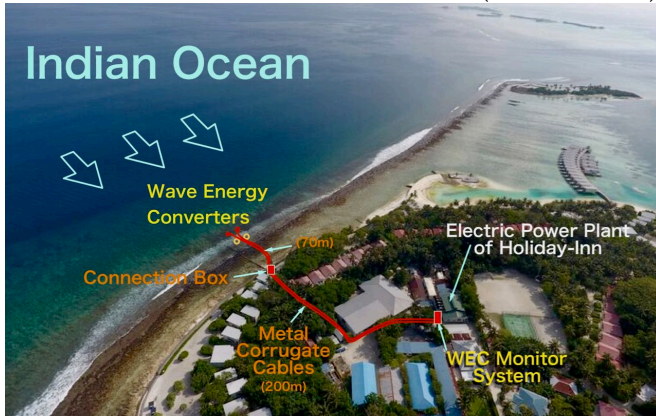 Indian Ocean
Wave Energy
Converters
(70m)
Electric Power Plant
of Holiday-Inn
Connection Box
Metal
Corrugate
Cables
(200m)
WEC Monitor
System